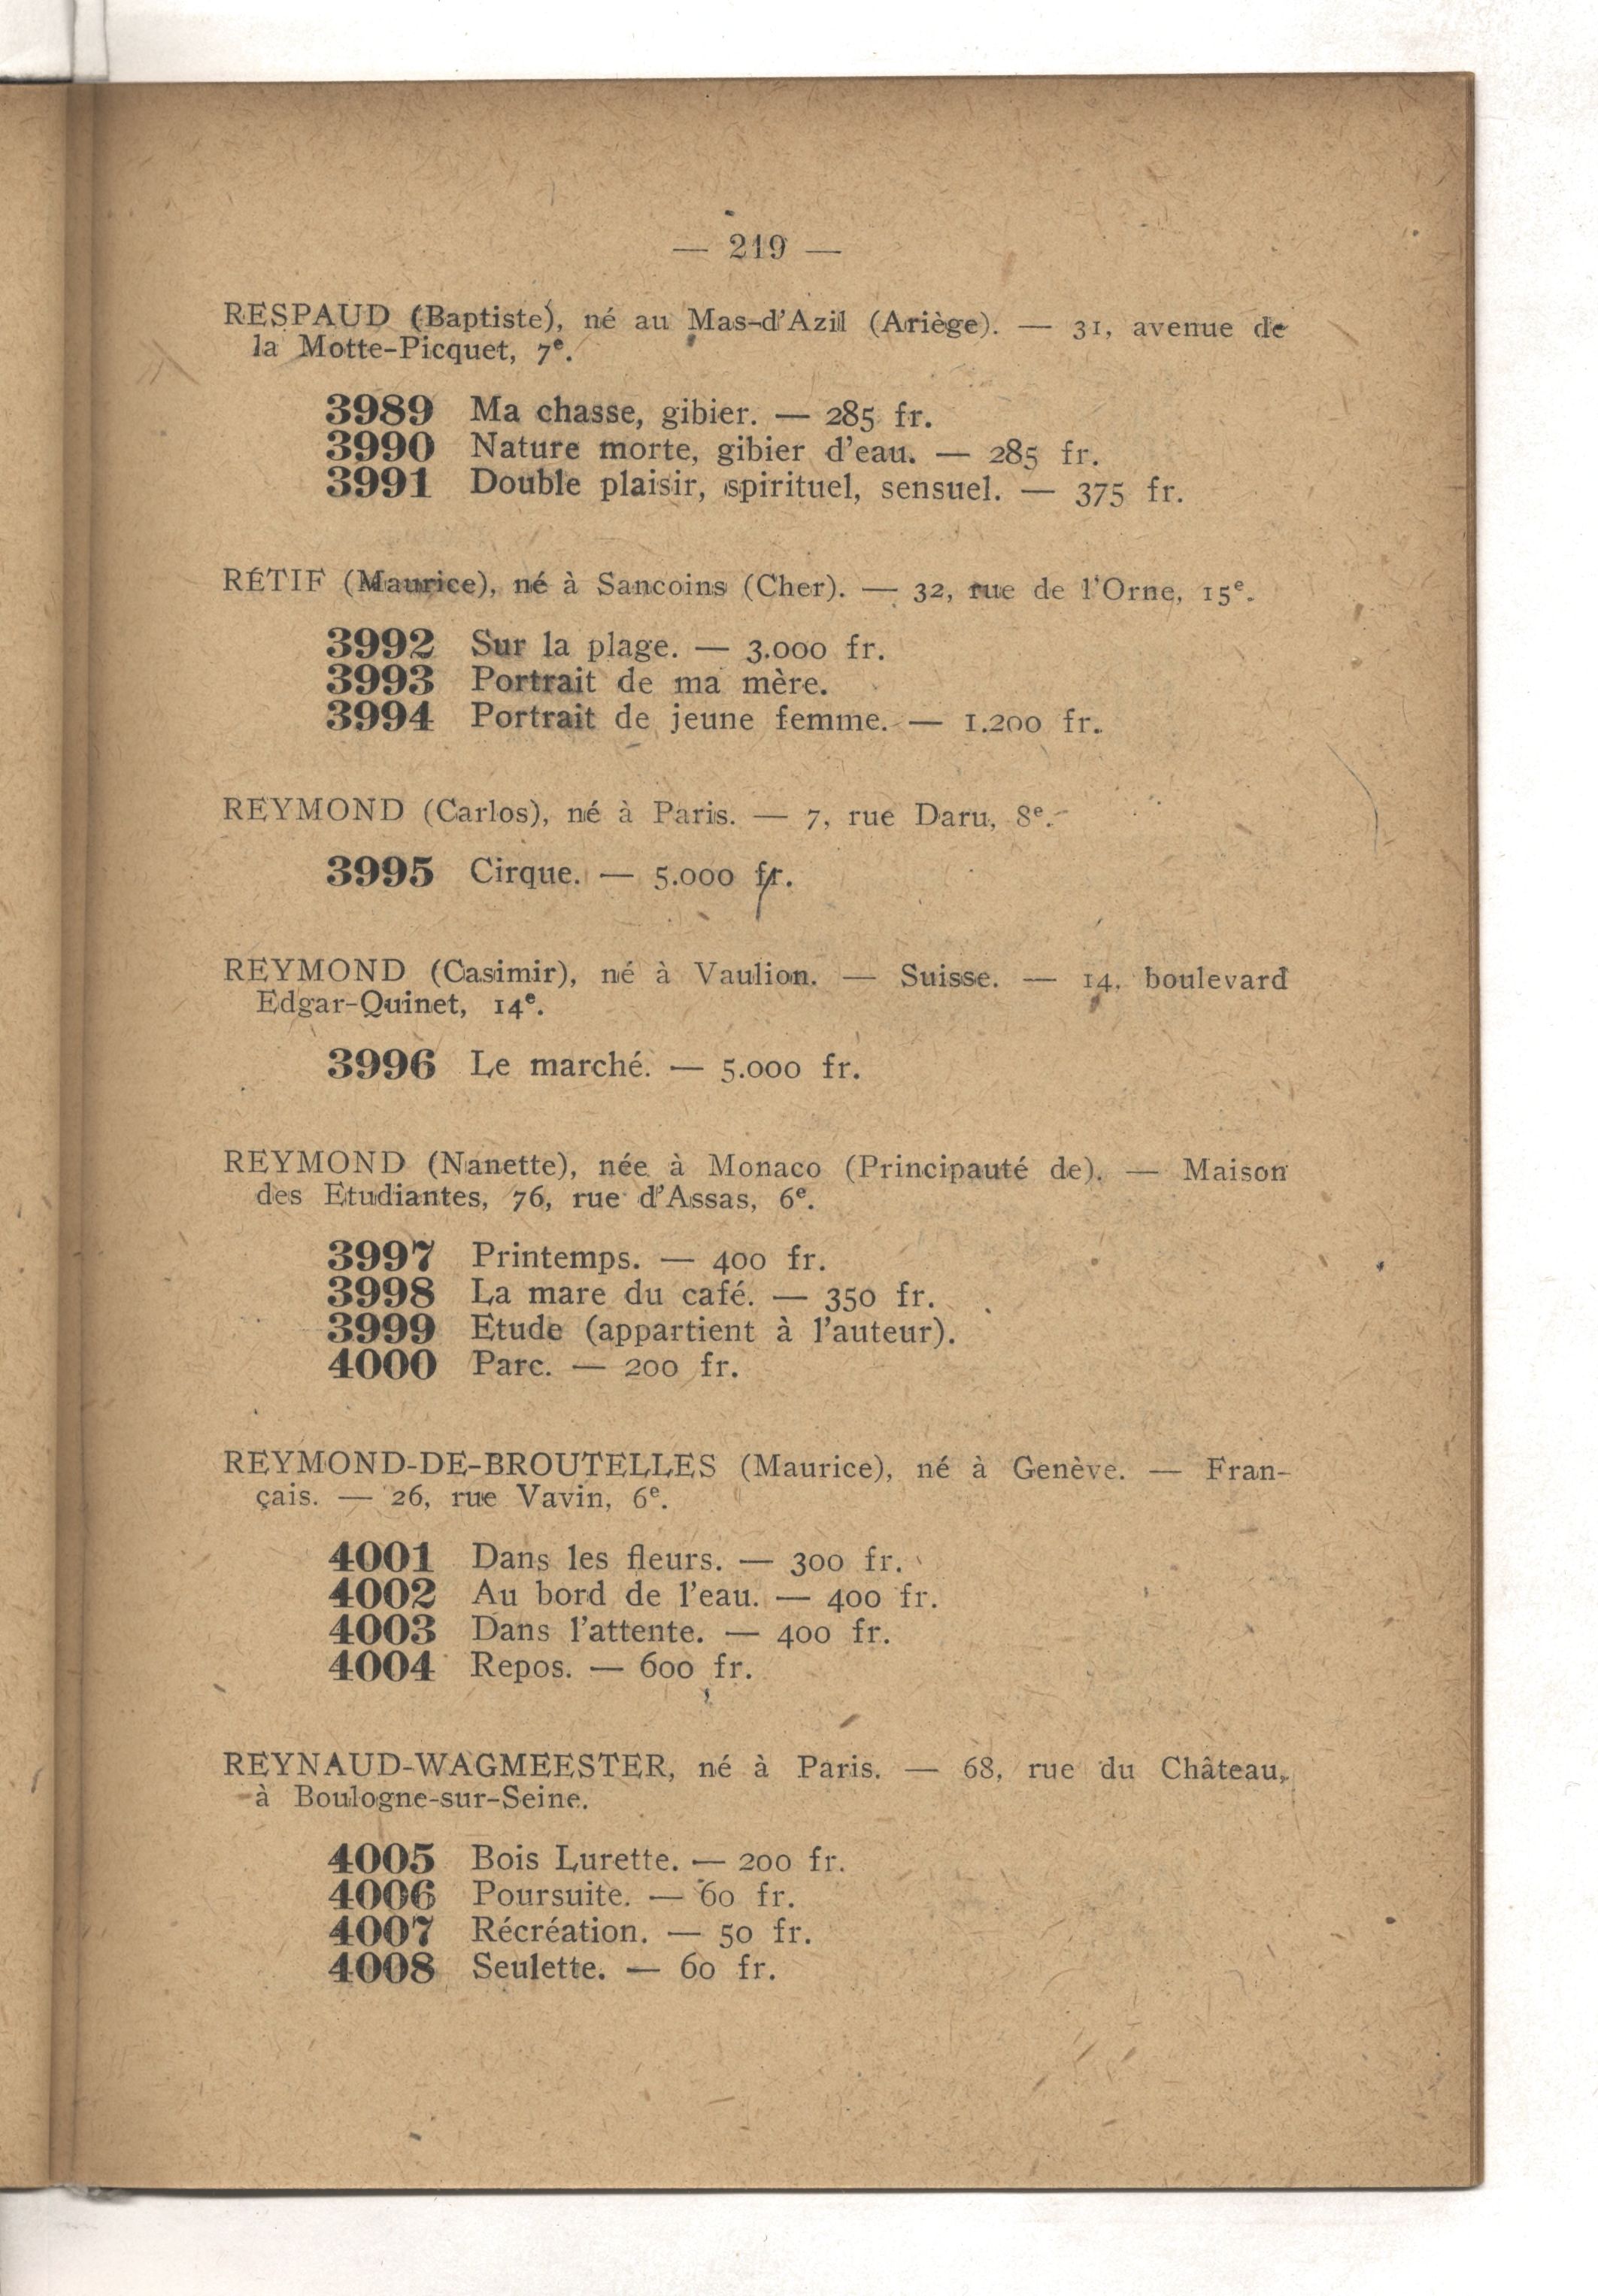 — 219 —
RESPAUD (Baptiste), né au Mas-d'Azil (Ariège). — 31, avenue de
la Motte-Picquet, 7e.
3989 Ma chasse, gibier. — 285 fr.
3990 Nature morte, gibier d'eau. — 285 fr.
3991 Double plaisir, spirituel, sensuel. — 375 fr.
RÉTIF (Maurice), né à Sancoins (Cher). — 32, rue de l'Orne, 15e.
3992 Sur la plage. — 3.000 fr.
3993 Portrait de ma mère.
3994 Portrait de jeune femme. — 1.200 fr.
REYMOND (Carlos), né à Paris. — 7, rue Daru, 8e.
3995 Cirque. — 5.000 fr.
REYMOND (Casimir), né à Vaulion. — Suisse. — 14, boulevard
Edgar-Quinet, 14e.
3996 Le marché. — 5.000 fr.
REYMOND (Nanette), née à Monaco (Principauté de). — Maison
des Etudiantes, 76, rue d'Assas, 6e.
3997 Printemps. — 400 fr.
3998 La mare du café. — 350 fr.
3999 Etude (appartient à l'auteur).
4000 Parc. — 200 fr.
REYMOND-DE-BROUTELLES (Maurice), né à Genève. — Fran-
çais. — 26, rue Vavin, 6e.
4001 Dans les fleurs. — 300 fr.
4002 Au bord de l'eau. — 400 fr.
4003 Dans l'attente. — 400 fr.
4004 Repos. — 600 fr.
REYNAUD-WAGMEESTER, né à Paris. — 68, rue du Château,
à Boulogne-sur-Seine.
4005 Bois Lurette. — 200 fr.
4006 Poursuite. — 60 fr.
4007 Récréation. — 50 fr.
4008 Seulette. — 60 fr.